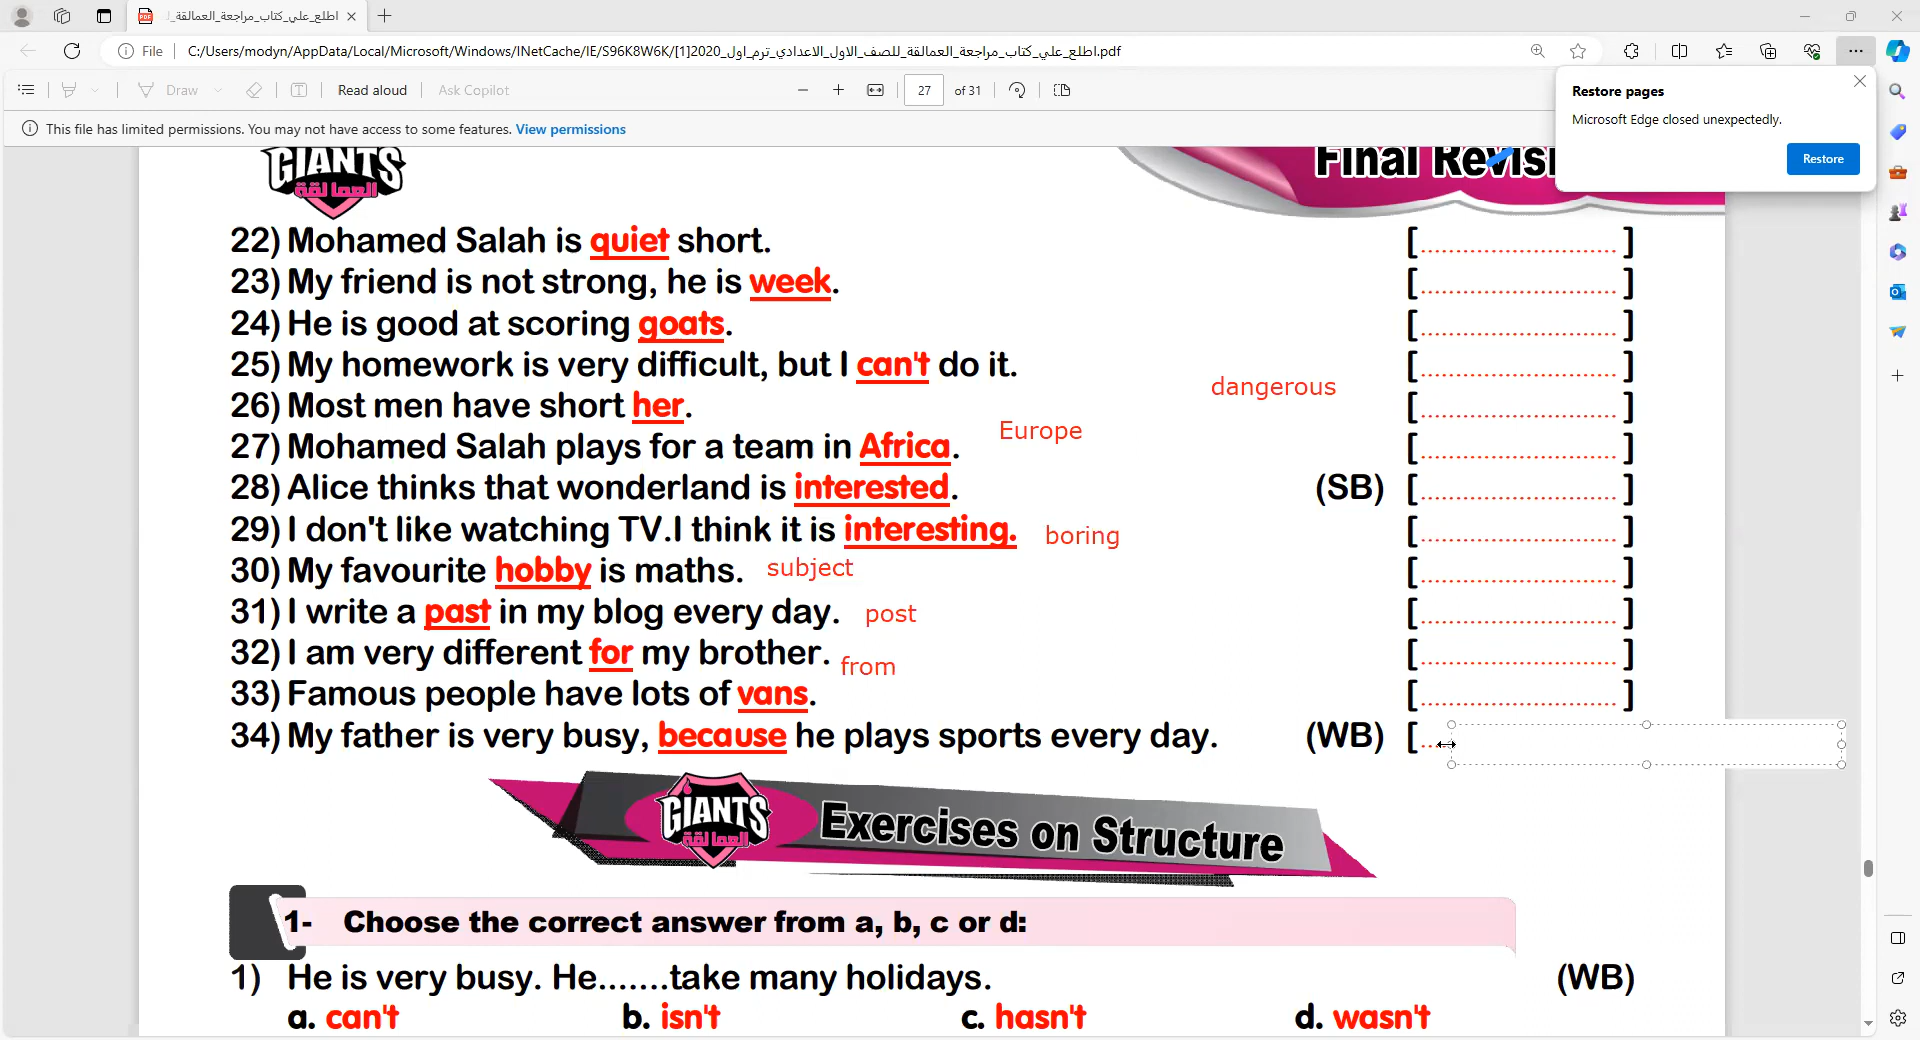 اطلع_علي_كتاب_مراجعة_العمالقة_ل
File C:/Users/modyn/AppData/Local/Microsoft/Windows/INetCache/IE/S96K8W6K/[1]2020_اطلع_علي_كتاب_مراجعة_العمالقة_للصف_الاول_الاعدادي_ترم_اول.pdf
Draw Read aloud Ask Copilot 27 of 31
Restore pages
Microsoft Edge closed unexpectedly.
Restore
This file has limited permissions. You may not have access to some features. View permissions
GIANTS
العمالقة
Final Revisi
22) Mohamed Salah is quiet short. [........................]
23) My friend is not strong, he is week. [........................]
24) He is good at scoring goats. [........................]
25) My homework is very difficult, but I can't do it. [........................]
dangerous
26) Most men have short her. [........................]
Europe
27) Mohamed Salah plays for a team in Africa. [........................]
28) Alice thinks that wonderland is interested. (SB) [........................]
29) I don't like watching TV.I think it is interesting. boring [........................]
30) My favourite hobby is maths. subject [........................]
31) I write a past in my blog every day. post [........................]
32) I am very different for my brother. from [........................]
33) Famous people have lots of vans. [........................]
34) My father is very busy, because he plays sports every day. (WB) [....
GIANTS
العمالقة
Exercises on Structure
1- Choose the correct answer from a, b, c or d:
1) He is very busy. He.......take many holidays. (WB)
a. can't b. isn't c. hasn't d. wasn't